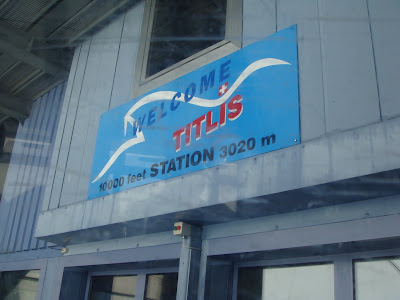 WELCOME
TITLIS
10000 feet STATION 3020 m